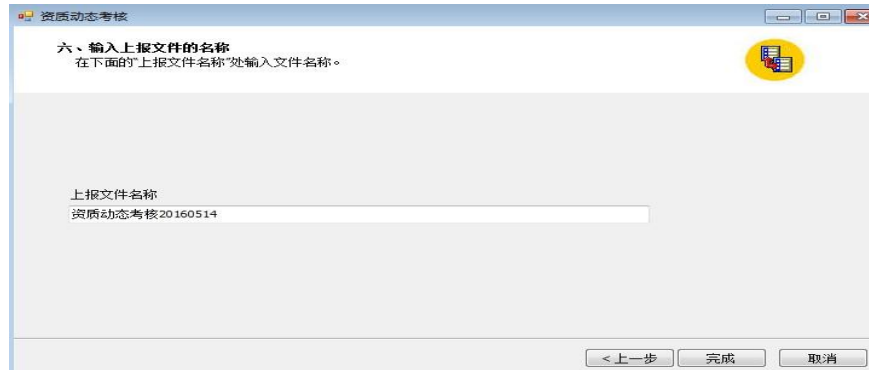 资质动态考核
六、输入上报文件的名称
在下面的"上报文件名称"处输入文件名称。
上报文件名称
资质动态考核20160514
<上一步 完成 取消